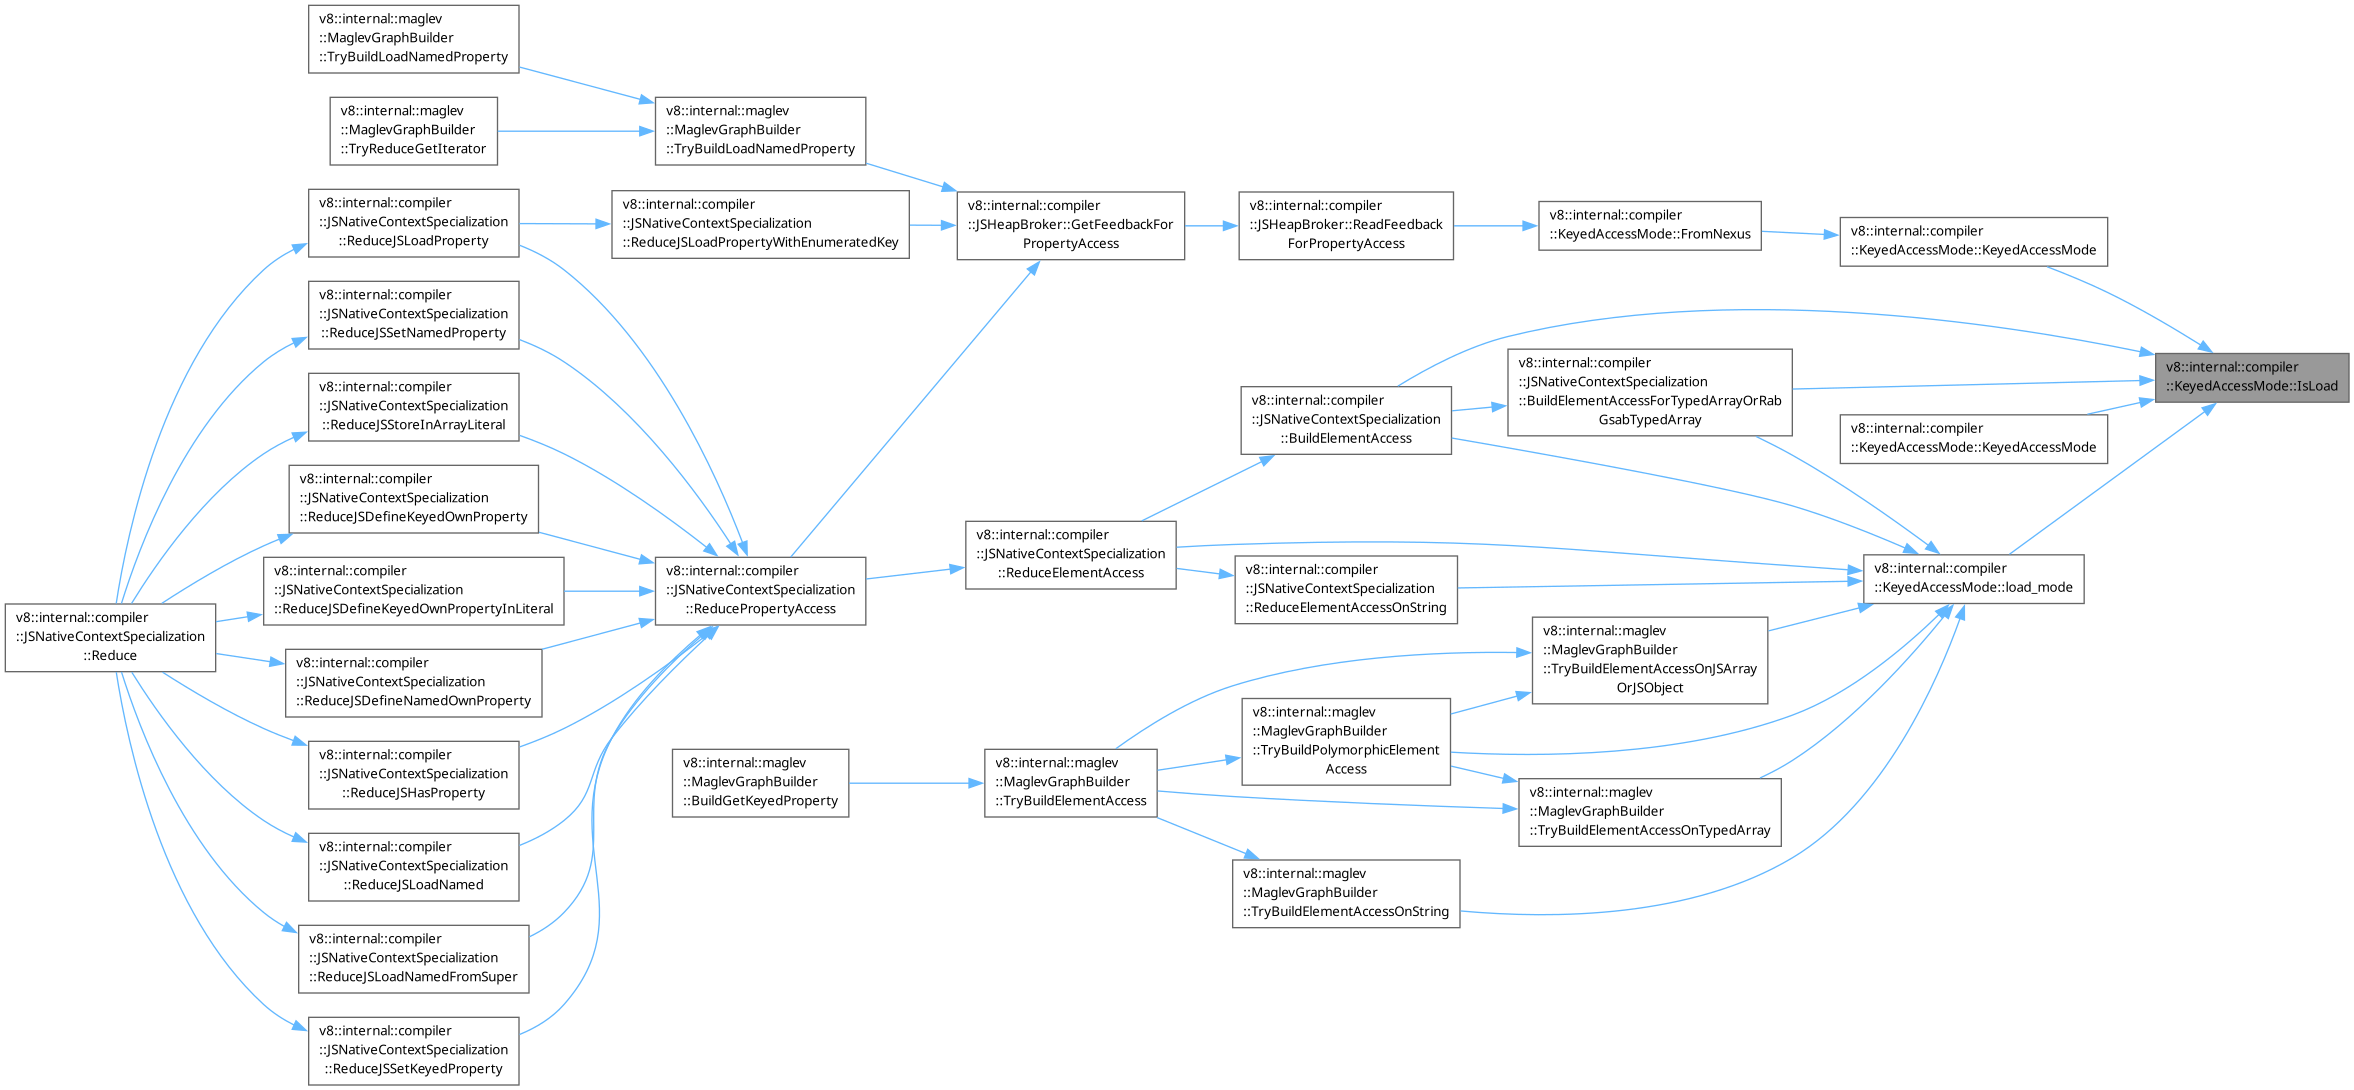 v8::internal::maglev
::MaglevGraphBuilder
::TryBuildLoadNamedProperty
v8::internal::maglev
::MaglevGraphBuilder
::TryReduceGetIterator
v8::internal::maglev
::MaglevGraphBuilder
::TryBuildLoadNamedProperty
v8::internal::compiler
::JSNativeContextSpecialization
::ReduceJSLoadProperty
v8::internal::compiler
::JSNativeContextSpecialization
::ReduceJSLoadPropertyWithEnumeratedKey
v8::internal::compiler
::JSHeapBroker::GetFeedbackFor
PropertyAccess
v8::internal::compiler
::JSHeapBroker::ReadFeedback
ForPropertyAccess
v8::internal::compiler
::KeyedAccessMode::FromNexus
v8::internal::compiler
::KeyedAccessMode::KeyedAccessMode
v8::internal::compiler
::JSNativeContextSpecialization
::ReduceJSSetNamedProperty
v8::internal::compiler
::JSNativeContextSpecialization
::ReduceJSStoreInArrayLiteral
v8::internal::compiler
::JSNativeContextSpecialization
::BuildElementAccess
v8::internal::compiler
::JSNativeContextSpecialization
::BuildElementAccessForTypedArrayOrRab
GsabTypedArray
v8::internal::compiler
::KeyedAccessMode::IsLoad
v8::internal::compiler
::KeyedAccessMode::KeyedAccessMode
v8::internal::compiler
::JSNativeContextSpecialization
::ReduceJSDefineKeyedOwnProperty
v8::internal::compiler
::JSNativeContextSpecialization
::ReduceElementAccess
v8::internal::compiler
::JSNativeContextSpecialization
::ReduceElementAccessOnString
v8::internal::compiler
::KeyedAccessMode::load_mode
v8::internal::compiler
::JSNativeContextSpecialization
::ReduceJSDefineKeyedOwnPropertyInLiteral
v8::internal::compiler
::JSNativeContextSpecialization
::ReducePropertyAccess
v8::internal::compiler
::JSNativeContextSpecialization
::Reduce
v8::internal::compiler
::JSNativeContextSpecialization
::ReduceJSDefineNamedOwnProperty
v8::internal::maglev
::MaglevGraphBuilder
::TryBuildElementAccessOnJSArray
OrJSObject
v8::internal::maglev
::MaglevGraphBuilder
::TryBuildPolymorphicElement
Access
v8::internal::compiler
::JSNativeContextSpecialization
::ReduceJSHasProperty
v8::internal::maglev
::MaglevGraphBuilder
::BuildGetKeyedProperty
v8::internal::maglev
::MaglevGraphBuilder
::TryBuildElementAccess
v8::internal::maglev
::MaglevGraphBuilder
::TryBuildElementAccessOnTypedArray
v8::internal::compiler
::JSNativeContextSpecialization
::ReduceJSLoadNamed
v8::internal::maglev
::MaglevGraphBuilder
::TryBuildElementAccessOnString
v8::internal::compiler
::JSNativeContextSpecialization
::ReduceJSLoadNamedFromSuper
v8::internal::compiler
::JSNativeContextSpecialization
::ReduceJSSetKeyedProperty